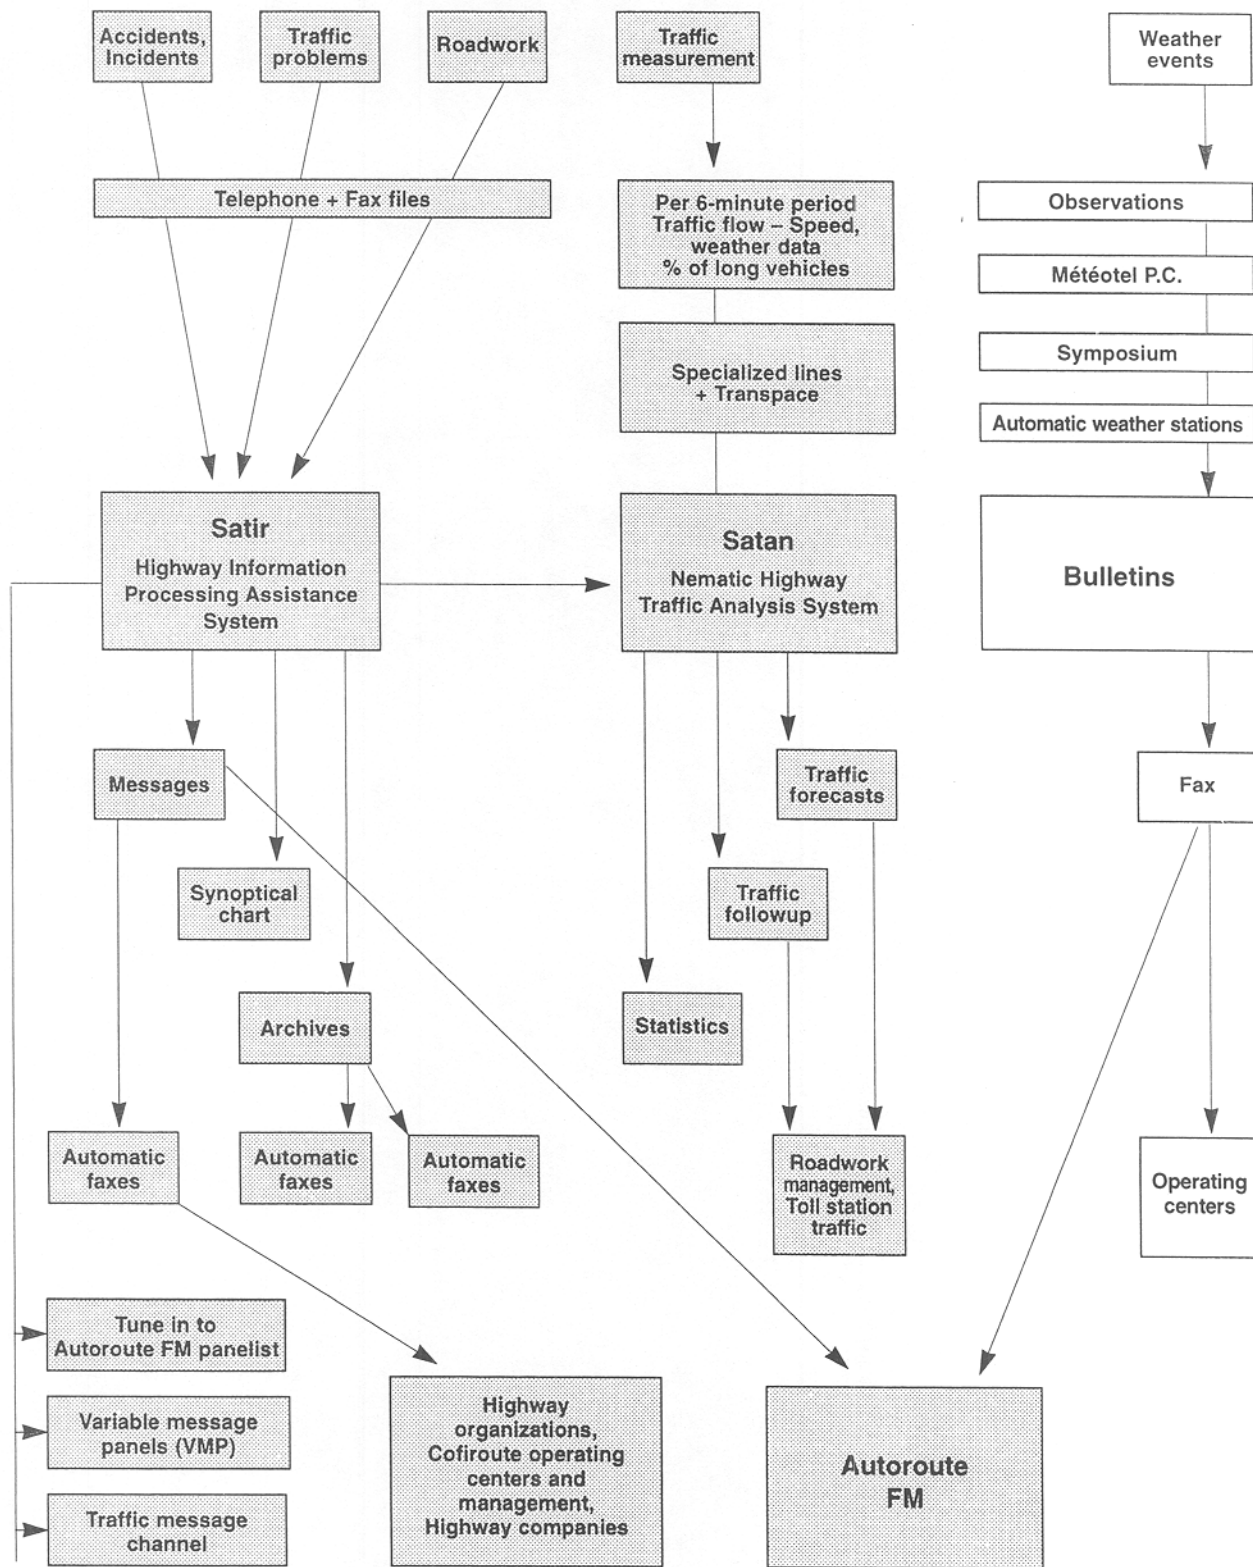 Accidents,
Incidents
Traffic
problems
Roadwork
Traffic
measurement
Weather
events
Telephone + Fax files
Per 6-minute period
Traffic flow – Speed,
weather data
% of long vehicles
Observations
Météotel P.C.
Symposium
Automatic weather stations
Specialized lines
+ Transpace
Satir
Highway Information
Processing Assistance
System
Satan
Nematic Highway
Traffic Analysis System
Bulletins
Messages
Traffic
forecasts
Fax
Synoptical
chart
Traffic
followup
Archives
Statistics
Automatic
faxes
Automatic
faxes
Automatic
faxes
Roadwork
management,
Toll station
traffic
Operating
centers
Tune in to
Autoroute FM panelist
Variable message
panels (VMP)
Traffic message
channel
Highway
organizations,
Cofiroute operating
centers and
management,
Highway companies
Autoroute
FM